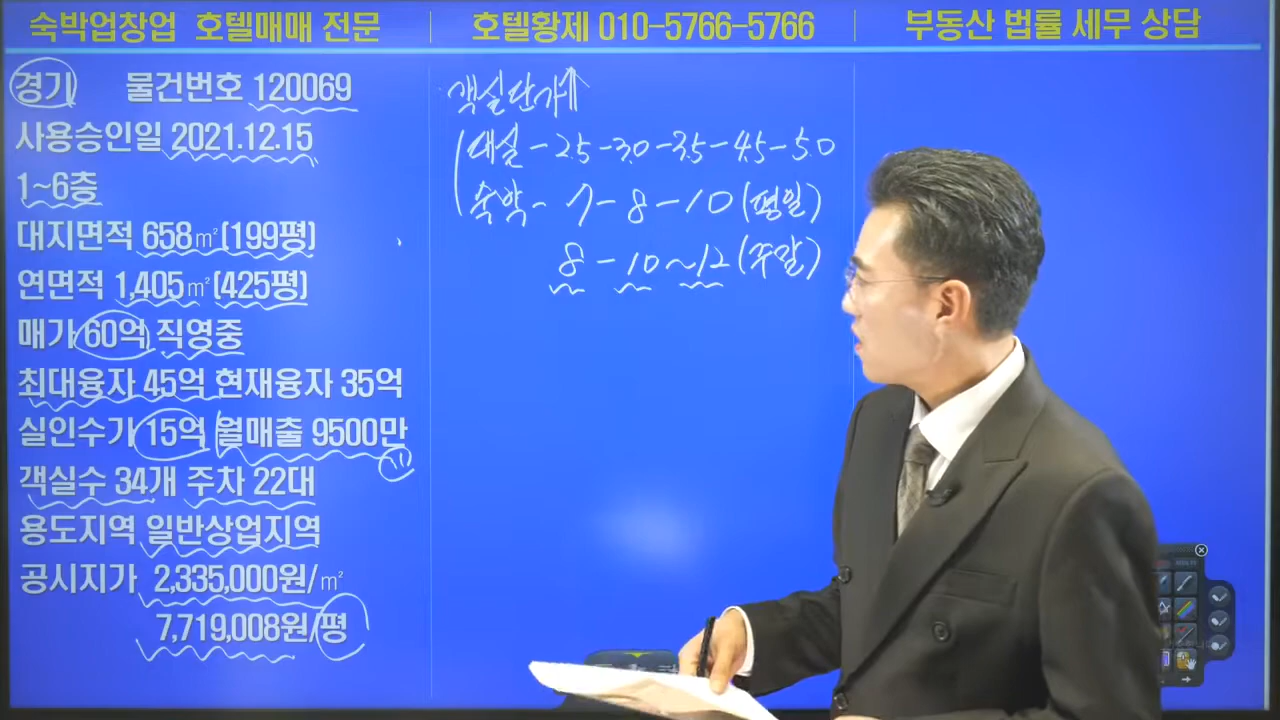 숙박업창업 호텔매매 전문
호텔황제 010-5766-5766
부동산 법률 세무 상담
경기 물건번호 120069
사용승인일 2021.12.15
1~6층
대지면적 658㎡(199평)
연면적 1,405㎡(425평)
매가 60억 직영중
최대융자 45억 현재융자 35억
실인수가 15억 월매출 9500만
객실수 34개 주차 22대
용도지역 일반상업지역
공시지가 2,335,000원/㎡
7,719,008원/평
객실단가
대실 - 2.5 - 3.0 - 3.5 - 4.5 - 5.0
숙박 - 7 - 8 - 10 (평일)
8 - 10 ~ 12 (주말)